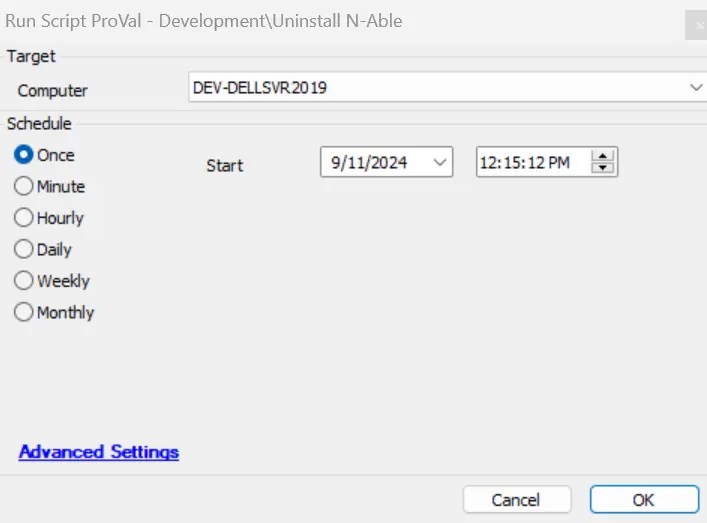 Run Script ProVal - Development\Uninstall N-Able
Target
Computer DEV-DELLSVR2019
Schedule
Once Start 9/11/2024 12:15:12 PM
Minute
Hourly
Daily
Weekly
Monthly
Advanced Settings
Cancel OK